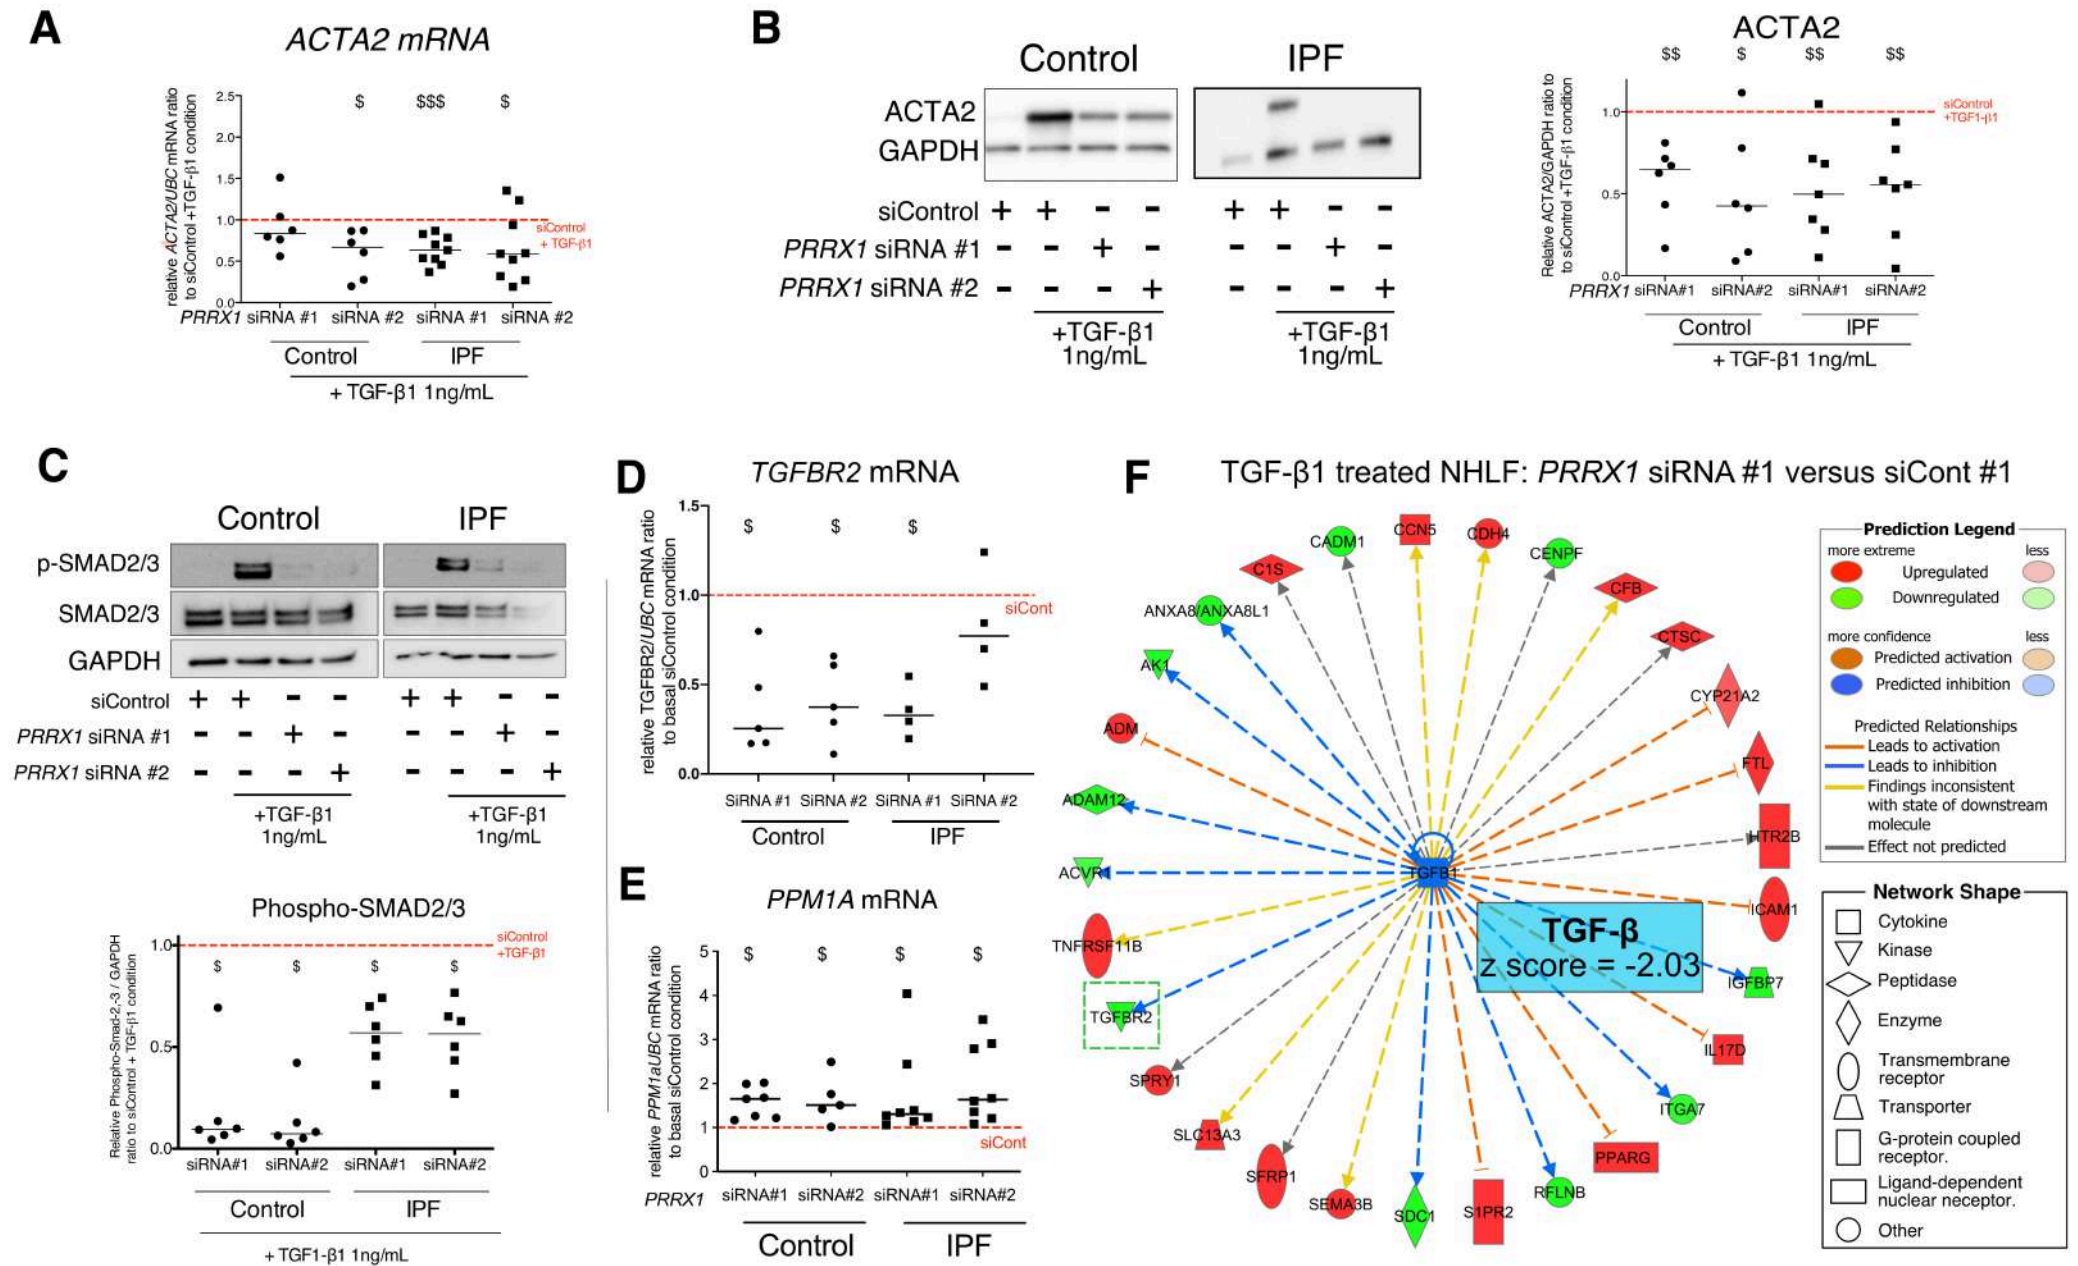 A
ACTA2 mRNA
relative ACTA2/UBC mRNA ratio
to siControl +TGF-β1 condition
2.5
2.0
1.5
1.0
0.5
0.0
$
$$$
$
siControl
+ TGF-β1
PRRX1 siRNA #1 siRNA #2 siRNA #1 siRNA #2
Control
IPF
+ TGF-β1 1ng/mL
B
Control
IPF
ACTA2
GAPDH
siControl + + - - + + - -
PRRX1 siRNA #1 - - + - - - + -
PRRX1 siRNA #2 - - - + - - - +
+TGF-β1
1ng/mL
+TGF-β1
1ng/mL
ACTA2
$$ $ $$ $$
Relative ACTA2/GAPDH ratio to
to siControl +TGF-β1 condition
1.0
0.5
0.0
siControl
+TGF1-β1
PRRX1 siRNA#1 siRNA#2 siRNA#1 siRNA#2
Control
IPF
+ TGF-β1 1ng/mL
C
Control
IPF
p-SMAD2/3
SMAD2/3
GAPDH
siControl + + - - + + - -
PRRX1 siRNA #1 - - + - - - + -
PRRX1 siRNA #2 - - - + - - - +
+TGF-β1
1ng/mL
+TGF-β1
1ng/mL
Phospho-SMAD2/3
Relative Phospho-Smad-2,-3 / GAPDH
ratio to siControl + TGF-β1 condition
1.0
0.5
0.0
siControl
+TGF-β1
$ $ $ $
siRNA#1 siRNA#2 siRNA#1 siRNA#2
Control
IPF
+ TGF1-β1 1ng/mL
D
TGFBR2 mRNA
relative TGFBR2/UBC mRNA ratio
to basal siControl condition
1.5
1.0
0.5
0.0
$ $ $
siCont
SiRNA #1 SiRNA #2 SiRNA #1 SiRNA #2
Control
IPF
E
PPM1A mRNA
relative PPM1aUBC mRNA ratio
to basal siControl condition
5
4
3
2
1
0
$ $ $ $
siCont
PRRX1 siRNA#1 siRNA#2 siRNA#1 siRNA#2
Control
IPF
F
TGF-β1 treated NHLF: PRRX1 siRNA #1 versus siCont #1
CCN5
CDH4
CADM1
CENPF
C1S
CFB
ANXA8/ANXA8L1
CTSC
AK1
CYP21A2
ADM
FTL
ADAM12
HTR2B
ACVR1
TGFB1
ICAM1
TNFRSF11B
TGF-β
z score = -2.03
IGFBP7
TGFBR2
IL17D
SPRY1
ITGA7
SLC13A3
PPARG
SFRP1
SEMA3B
SDC1
S1PR2
RFLNB
Prediction Legend
more extreme less
Upregulated
Downregulated
more confidence less
Predicted activation
Predicted inhibition
Predicted Relationships
Leads to activation
Leads to inhibition
Findings inconsistent
with state of downstream
molecule
Effect not predicted
Network Shape
Cytokine
Kinase
Peptidase
Enzyme
Transmembrane
receptor
Transporter
G-protein coupled
receptor.
Ligand-dependent
nuclear receptor.
Other